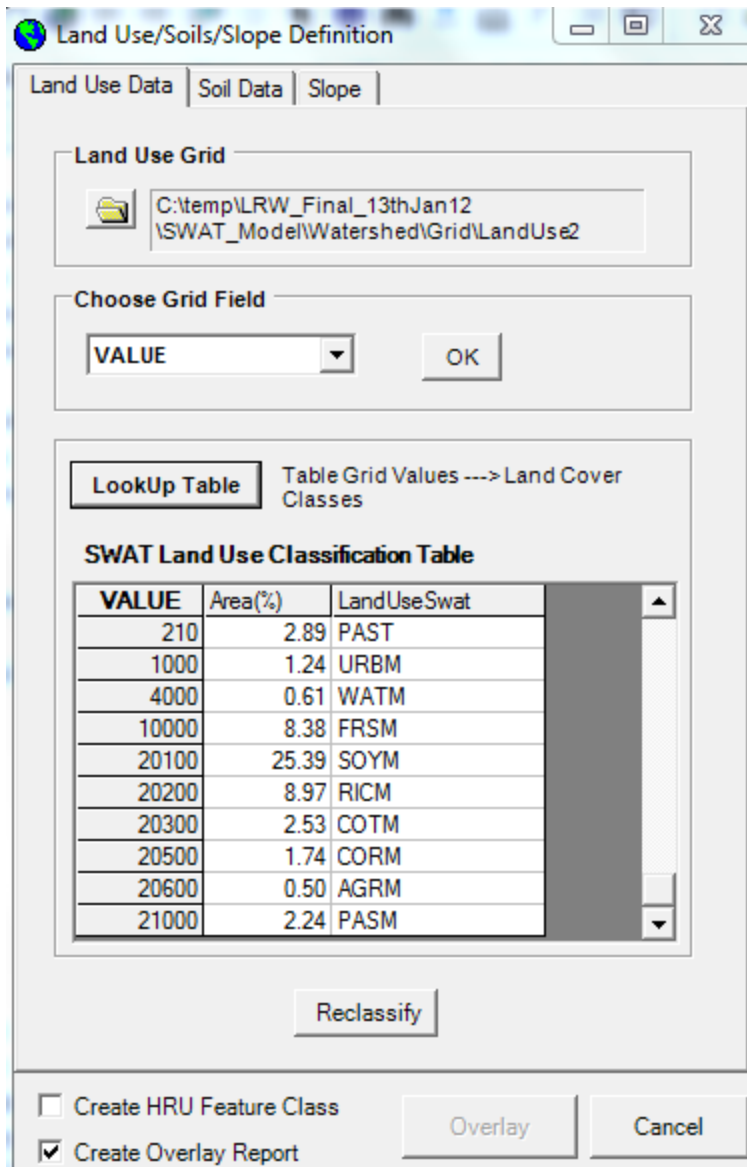 Land Use/Soils/Slope Definition
Land Use Data Soil Data Slope
Land Use Grid
C:\temp\LRW_Final_13thJan12
\SWAT_Model\Watershed\Grid\LandUse2
Choose Grid Field
VALUE OK
LookUp Table Table Grid Values ---> Land Cover
Classes
SWAT Land Use Classification Table
VALUE Area(%) LandUseSwat
210 2.89 PAST
1000 1.24 URBM
4000 0.61 WATM
10000 8.38 FRSM
20100 25.39 SOYM
20200 8.97 RICM
20300 2.53 COTM
20500 1.74 CORM
20600 0.50 AGRM
21000 2.24 PASM
Reclassify
Create HRU Feature Class
Overlay Cancel
Create Overlay Report